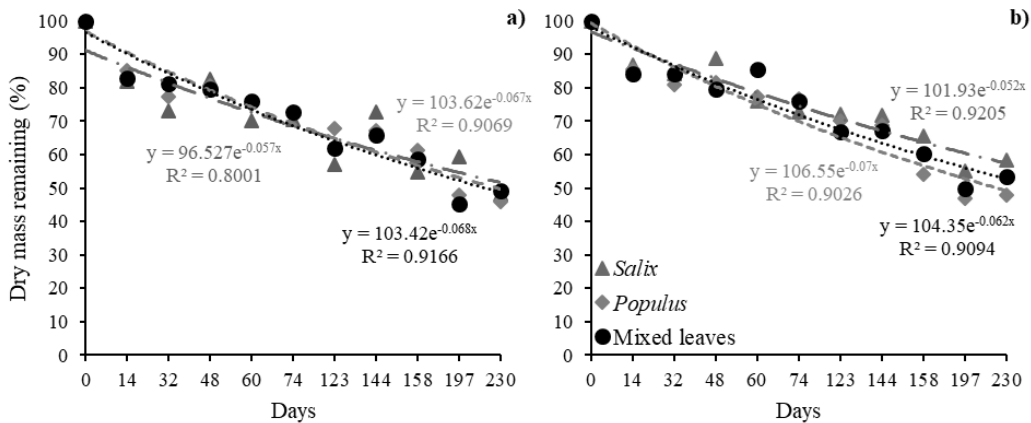 a)
Dry mass remaining (%)
100
90
80
70
60
50
40
30
20
10
0
y = 103.62e^-0.067x
R² = 0.9069
y = 96.527e^-0.057x
R² = 0.8001
y = 103.42e^-0.068x
R² = 0.9166
0 14 32 48 60 74 123 144 158 197 230
Days
b)
100
90
80
70
60
50
40
30
20
10
0
y = 101.93e^-0.052x
R² = 0.9205
y = 106.55e^-0.07x
R² = 0.9026
y = 104.35e^-0.062x
R² = 0.9094
Salix
Populus
Mixed leaves
0 14 32 48 60 74 123 144 158 197 230
Days